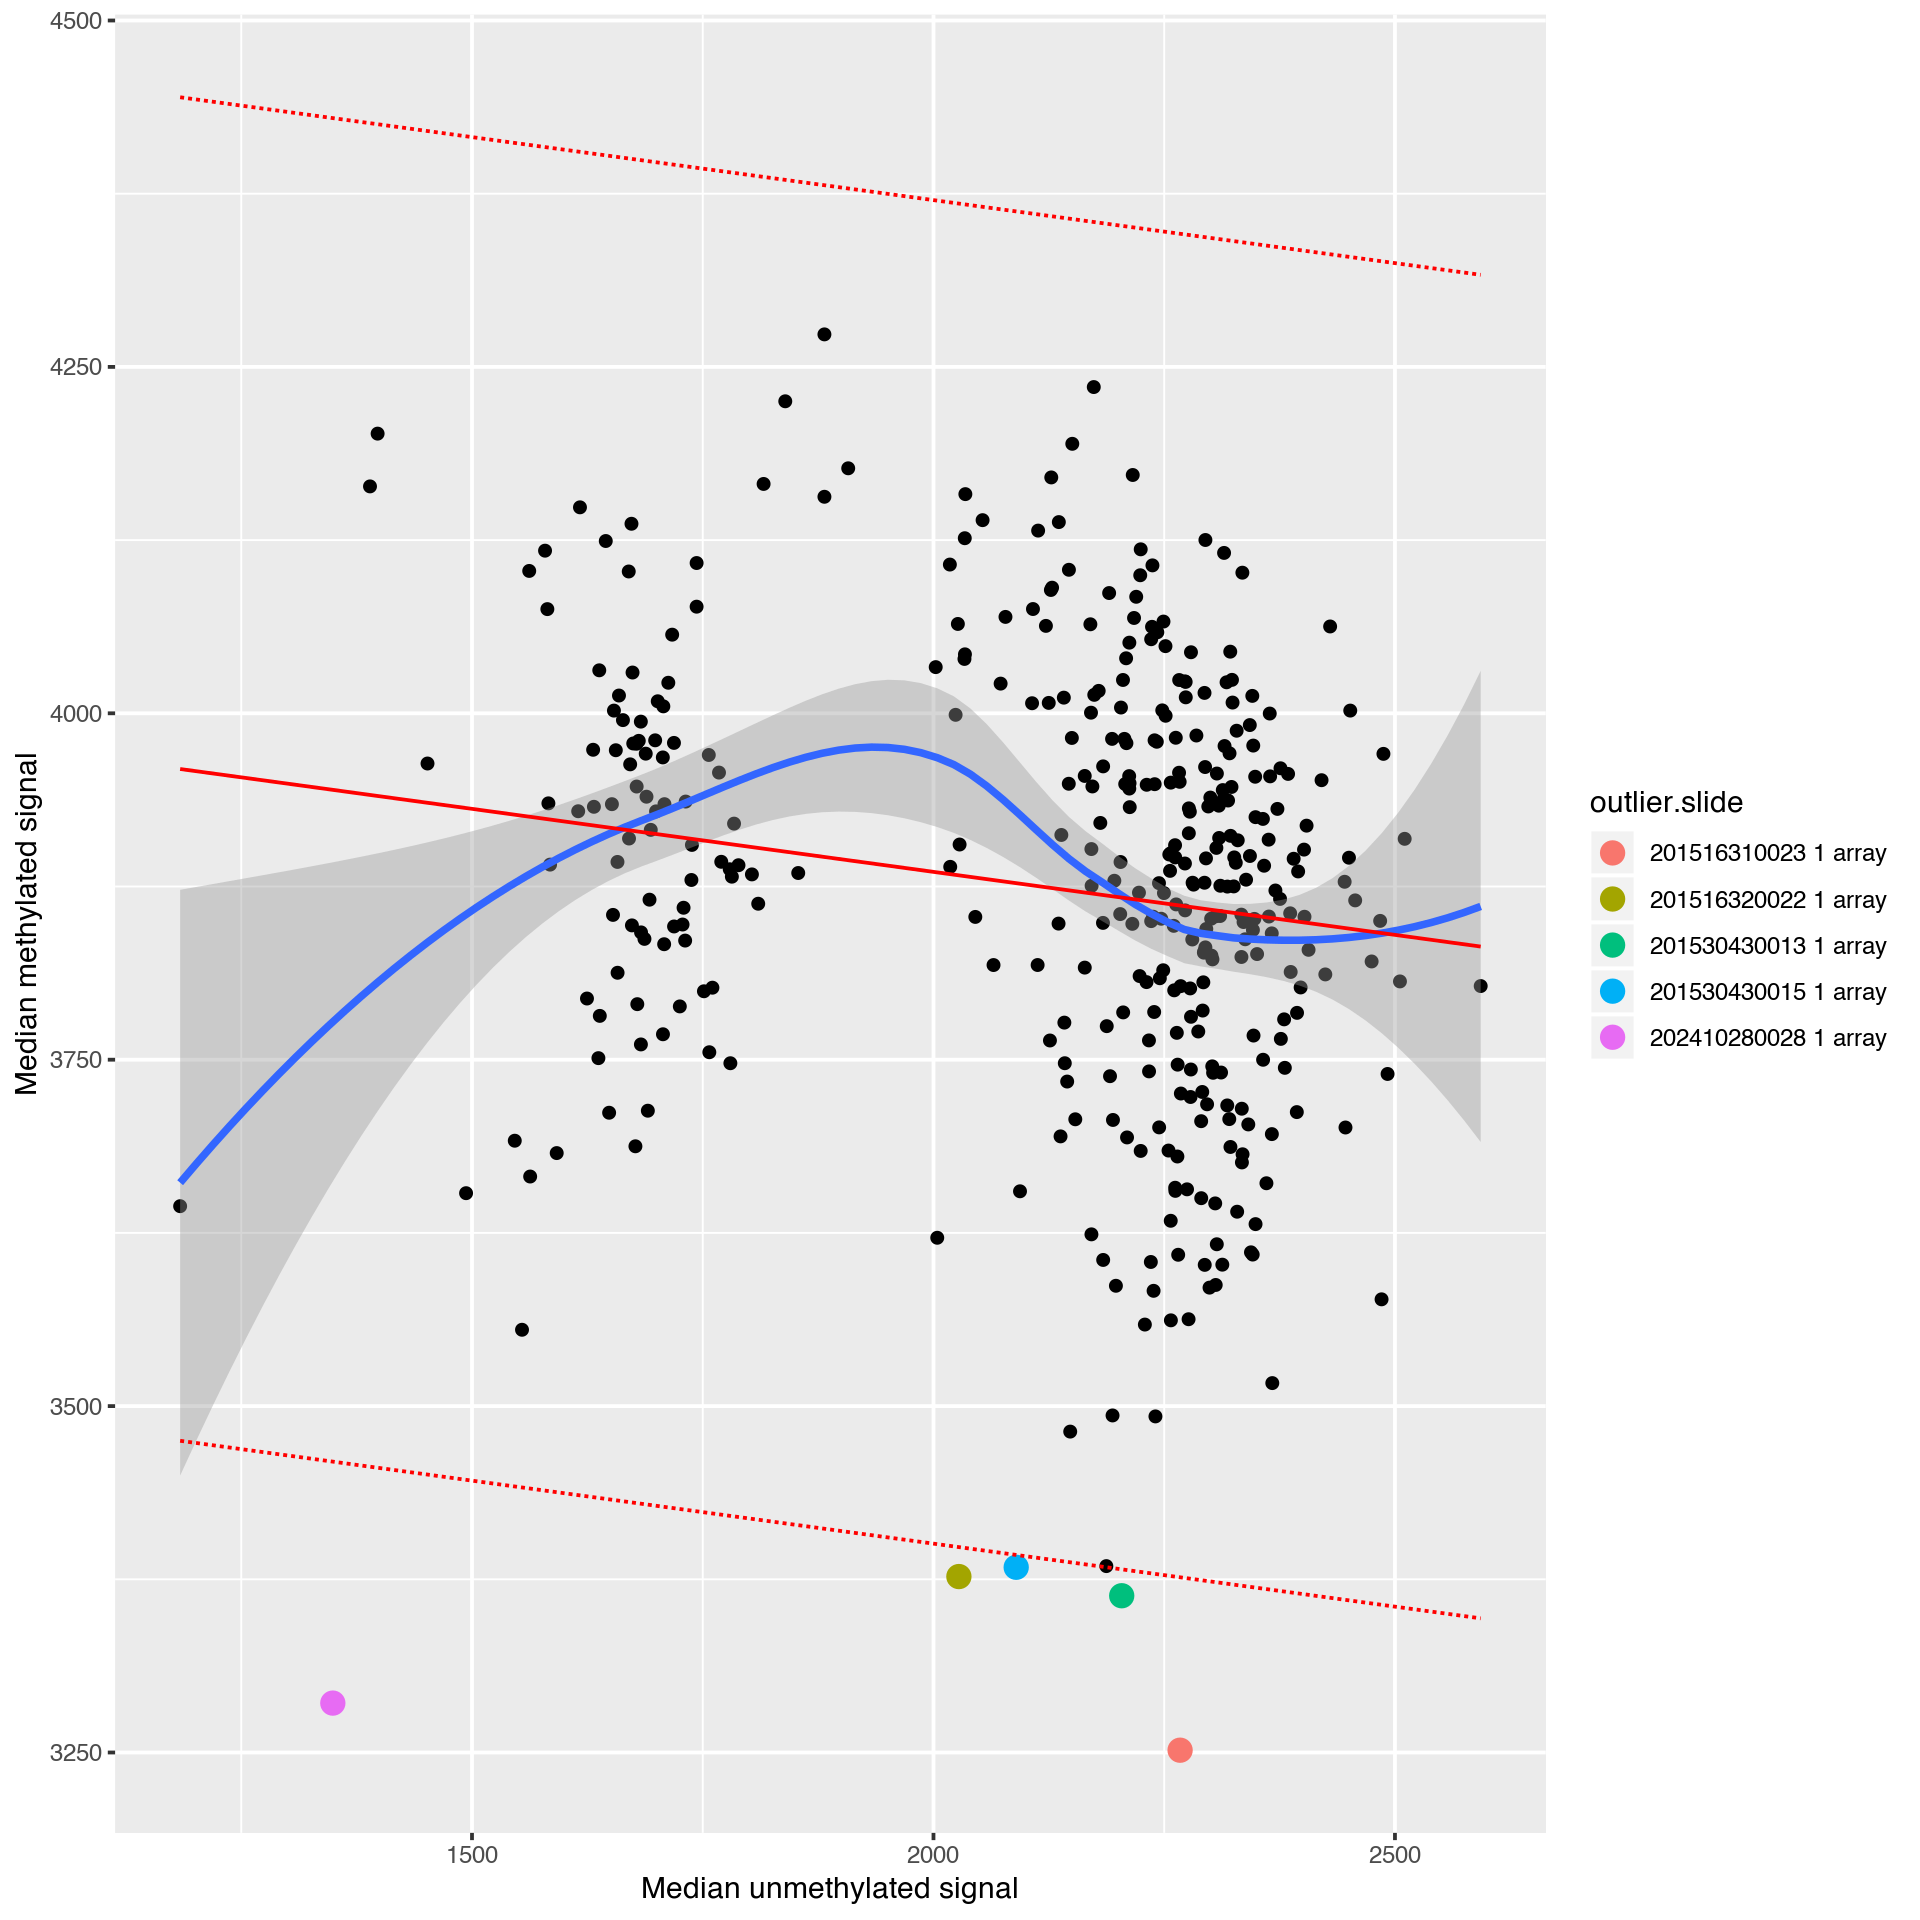 4500
4250
4000
3750
3500
3250
1500
2000
2500
Median methylated signal
Median unmethylated signal
outlier.slide
201516310023 1 array
201516320022 1 array
201530430013 1 array
201530430015 1 array
202410280028 1 array